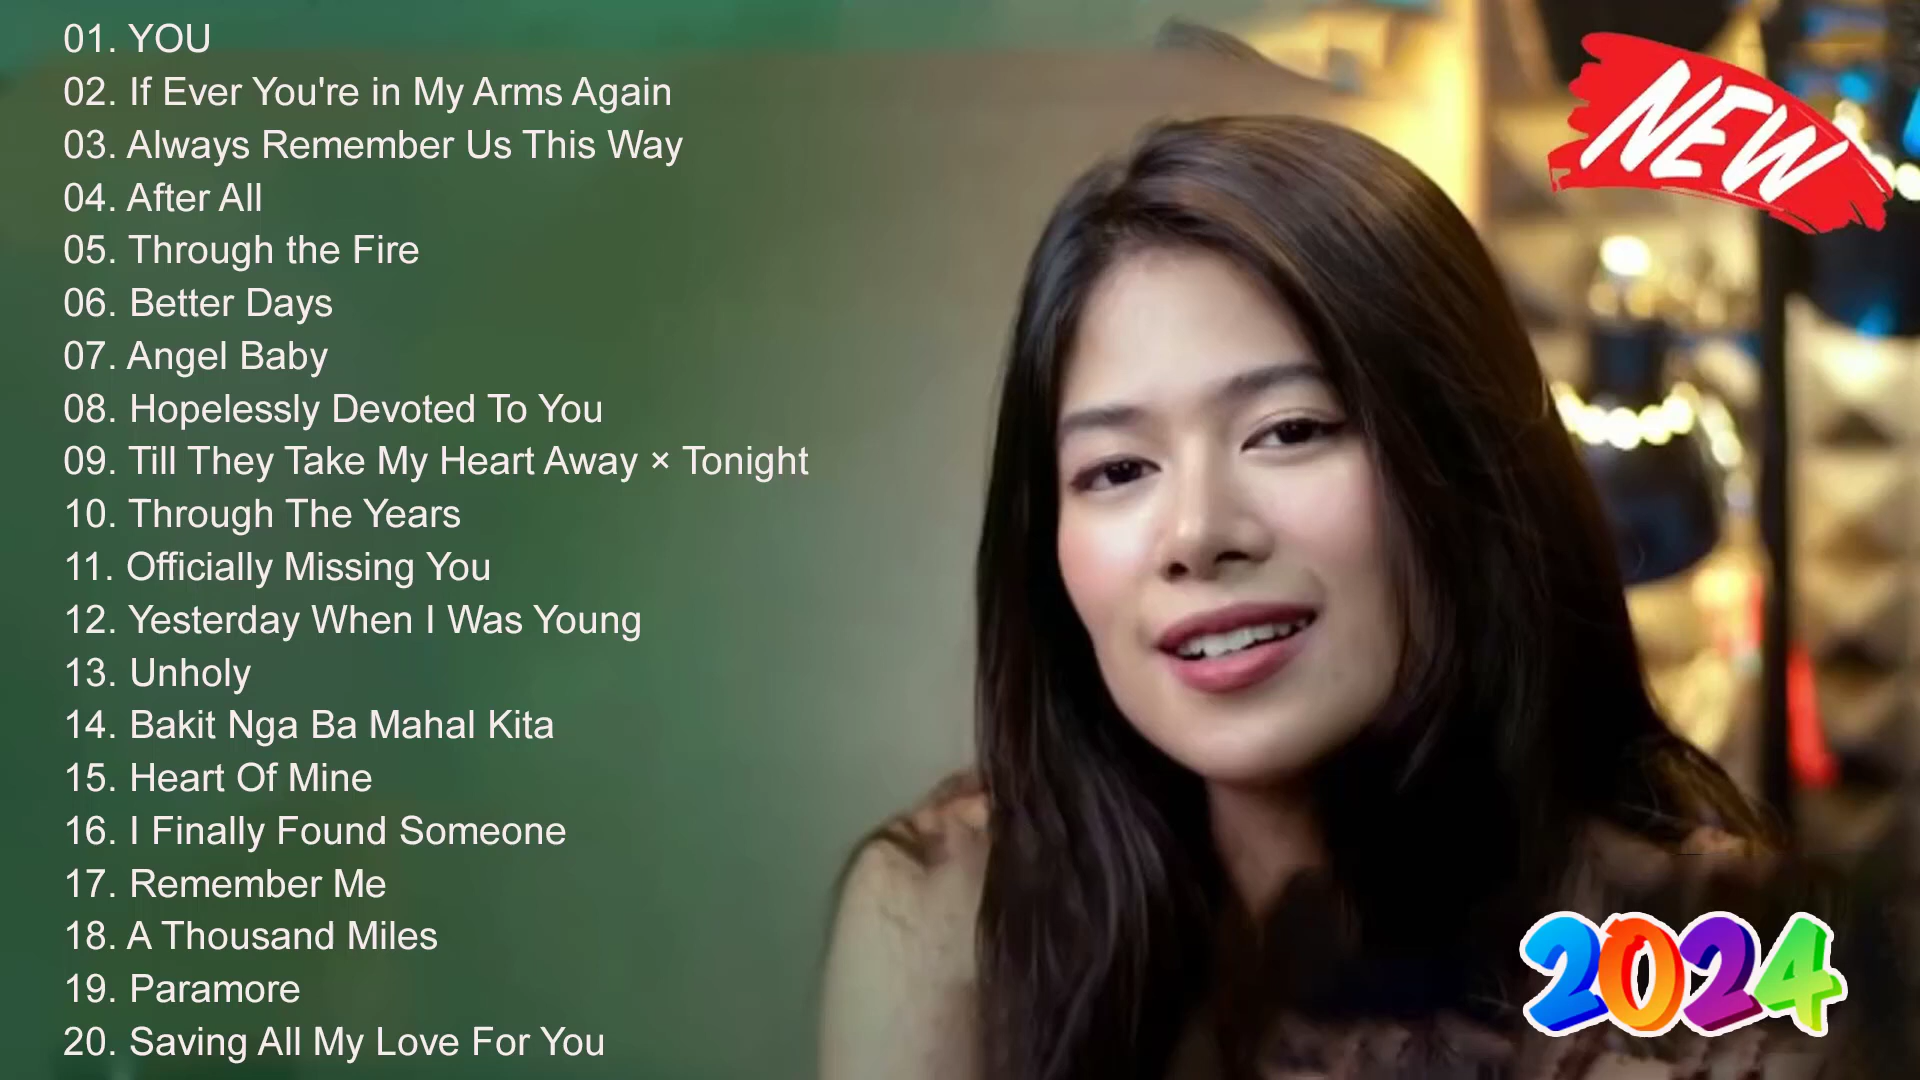 01. YOU
02. If Ever You're in My Arms Again
03. Always Remember Us This Way
04. After All
05. Through the Fire
06. Better Days
07. Angel Baby
08. Hopelessly Devoted To You
09. Till They Take My Heart Away × Tonight
10. Through The Years
11. Officially Missing You
12. Yesterday When I Was Young
13. Unholy
14. Bakit Nga Ba Mahal Kita
15. Heart Of Mine
16. I Finally Found Someone
17. Remember Me
18. A Thousand Miles
19. Paramore
20. Saving All My Love For You
NEW
2024